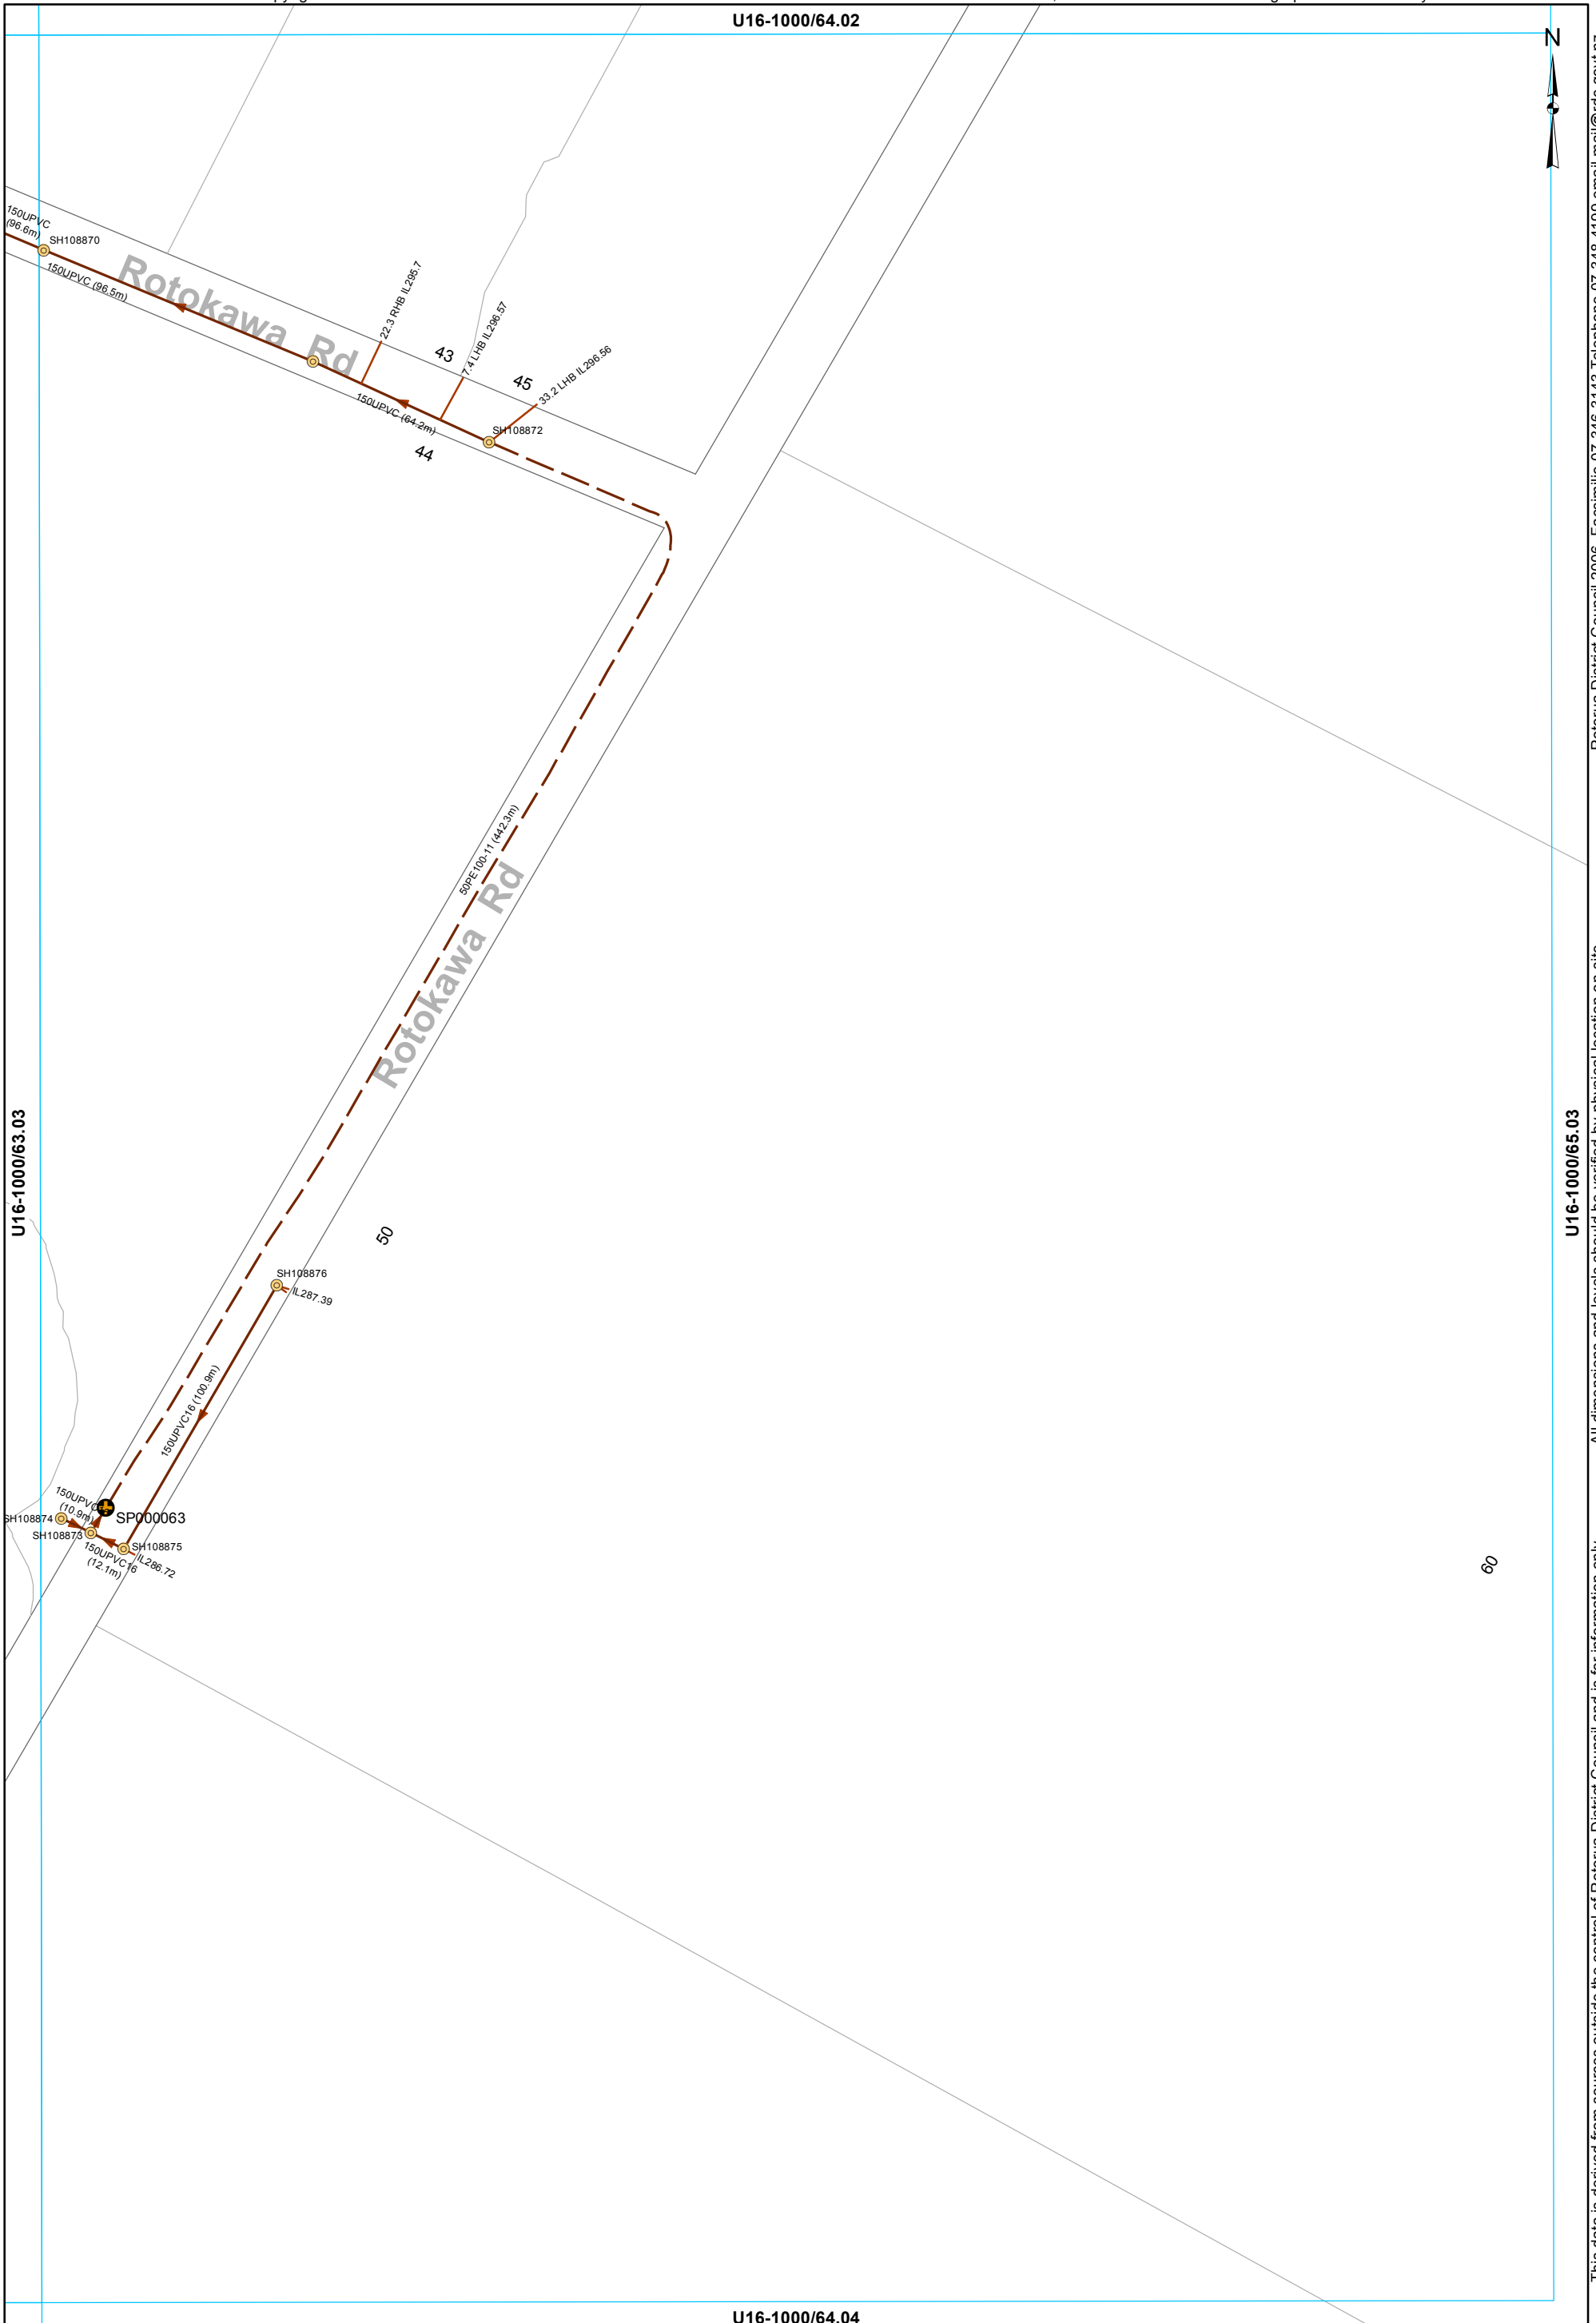 U16-1000/64.02
N
150UPVC
(96.6m)
SH108870
150UPVC (96.5m)
Rotokawa Rd
22.3 RHB IL295.7
43
7.4 LHB IL296.57
45
33.2 LHB IL296.56
150UPVC (64.2m)
SH108872
44
50PE100-11 (442.3m)
Rotokawa Rd
U16-1000/63.03
U16-1000/65.03
50
SH108876
IL287.39
150UPVC16 (100.9m)
150UPVC
(10.9m)
SP000063
SH108874
SH108873
SH108875
150UPVC16
(12.1m)
IL286.72
60
U16-1000/64.04